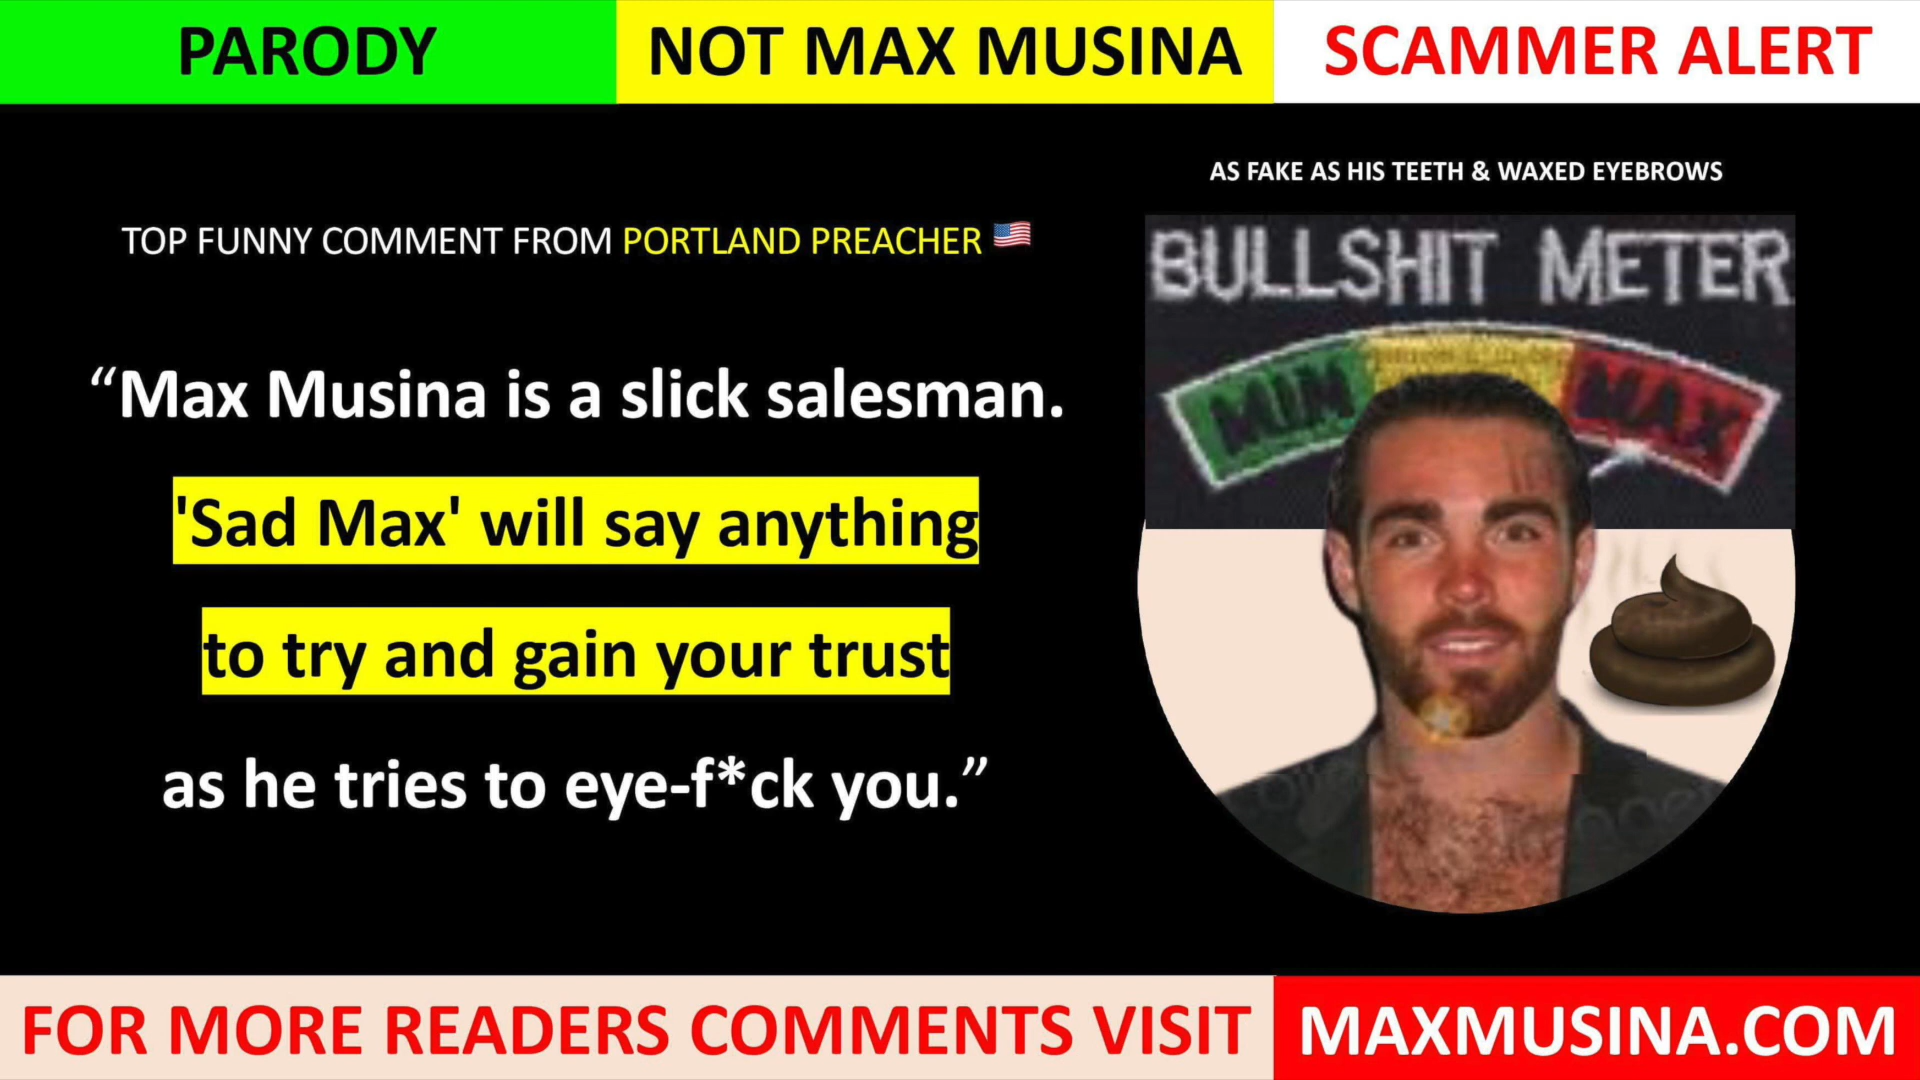 PARODY
NOT MAX MUSINA
SCAMMER ALERT
AS FAKE AS HIS TEETH & WAXED EYEBROWS
TOP FUNNY COMMENT FROM PORTLAND PREACHER 🇺🇸
“Max Musina is a slick salesman.
'Sad Max' will say anything
to try and gain your trust
as he tries to eye-f*ck you.”
BULLSHIT METER
MIM MAX
FOR MORE READERS COMMENTS VISIT
MAXMUSINA.COM